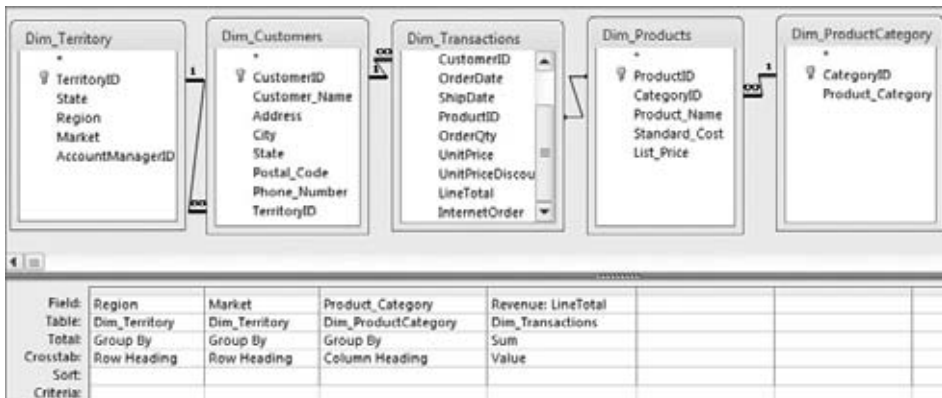 Dim_Territory
*
TerritoryID
State
Region
Market
AccountManagerID
1
∞
Dim_Customers
*
CustomerID
Customer_Name
Address
City
State
Postal_Code
Phone_Number
TerritoryID
1
∞
Dim_Transactions
CustomerID
OrderDate
ShipDate
ProductID
OrderQty
UnitPrice
UnitPriceDiscou
LineTotal
InternetOrder
Dim_Products
*
ProductID
CategoryID
Product_Name
Standard_Cost
List_Price
∞
1
Dim_ProductCategory
*
CategoryID
Product_Category
Field: Region Market Product_Category Revenue: LineTotal
Table: Dim_Territory Dim_Territory Dim_ProductCategory Dim_Transactions
Total: Group By Group By Group By Sum
Crosstab: Row Heading Row Heading Column Heading Value
Sort:
Criteria: